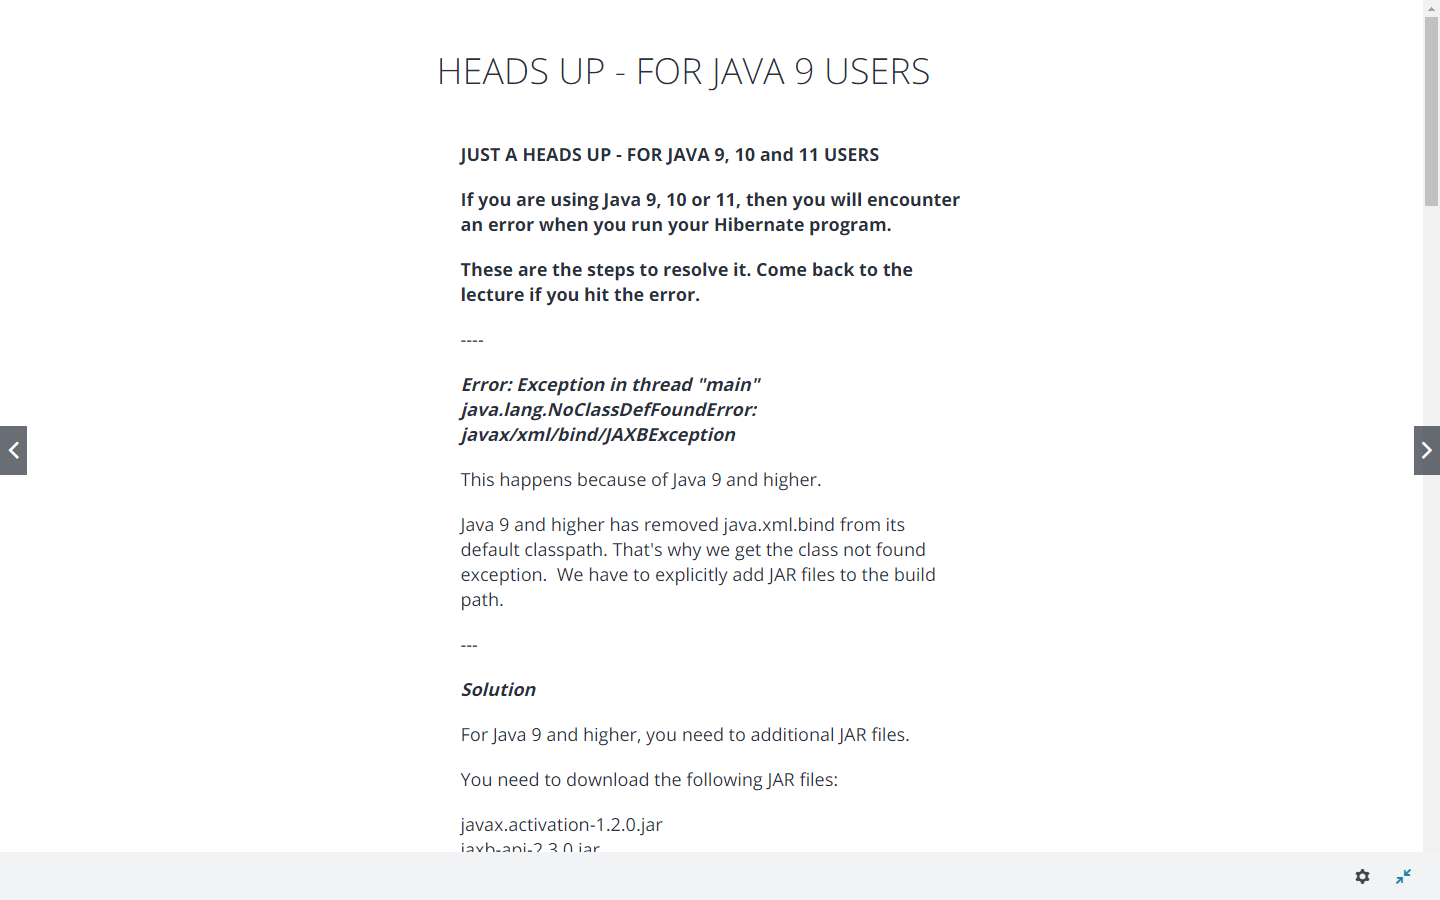 HEADS UP - FOR JAVA 9 USERS
JUST A HEADS UP - FOR JAVA 9, 10 and 11 USERS
If you are using Java 9, 10 or 11, then you will encounter
an error when you run your Hibernate program.
These are the steps to resolve it. Come back to the
lecture if you hit the error.
----
Error: Exception in thread "main"
java.lang.NoClassDefFoundError:
javax/xml/bind/JAXBException
This happens because of Java 9 and higher.
Java 9 and higher has removed java.xml.bind from its
default classpath. That's why we get the class not found
exception.  We have to explicitly add JAR files to the build
path.
---
Solution
For Java 9 and higher, you need to additional JAR files.
You need to download the following JAR files:
javax.activation-1.2.0.jar
jaxb-api-2.3.0.jar